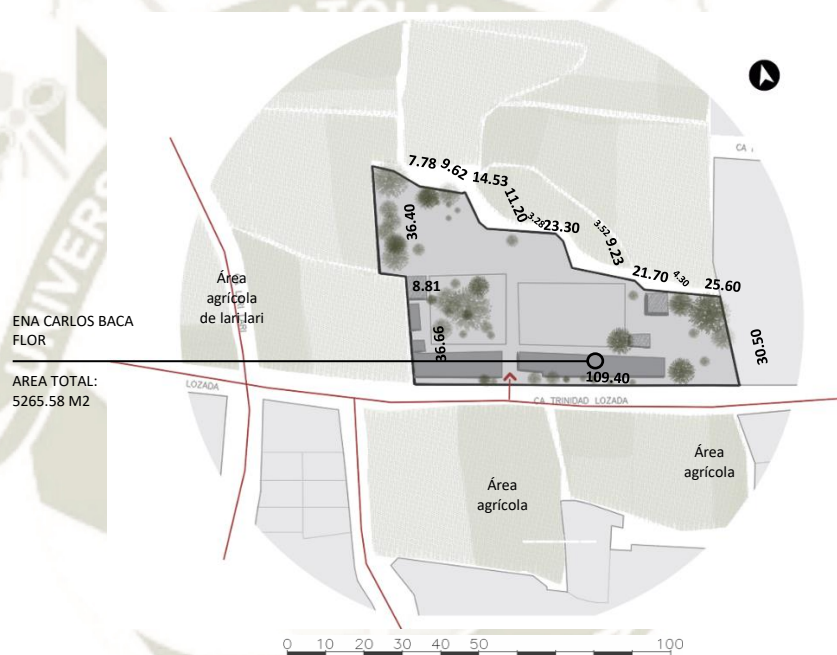 CA
7.78
9.62
14.53
11.20
3.28
23.30
3.52
9.23
21.70
4.30
25.60
36.40
8.81
36.66
30.50
109.40
Área
agrícola
de lari lari
ENA CARLOS BACA
FLOR
AREA TOTAL:
5265.58 M2
LOZADA
CA TRINIDAD LOZADA
Área
agrícola
Área
agrícola
0 10 20 30 40 50 100